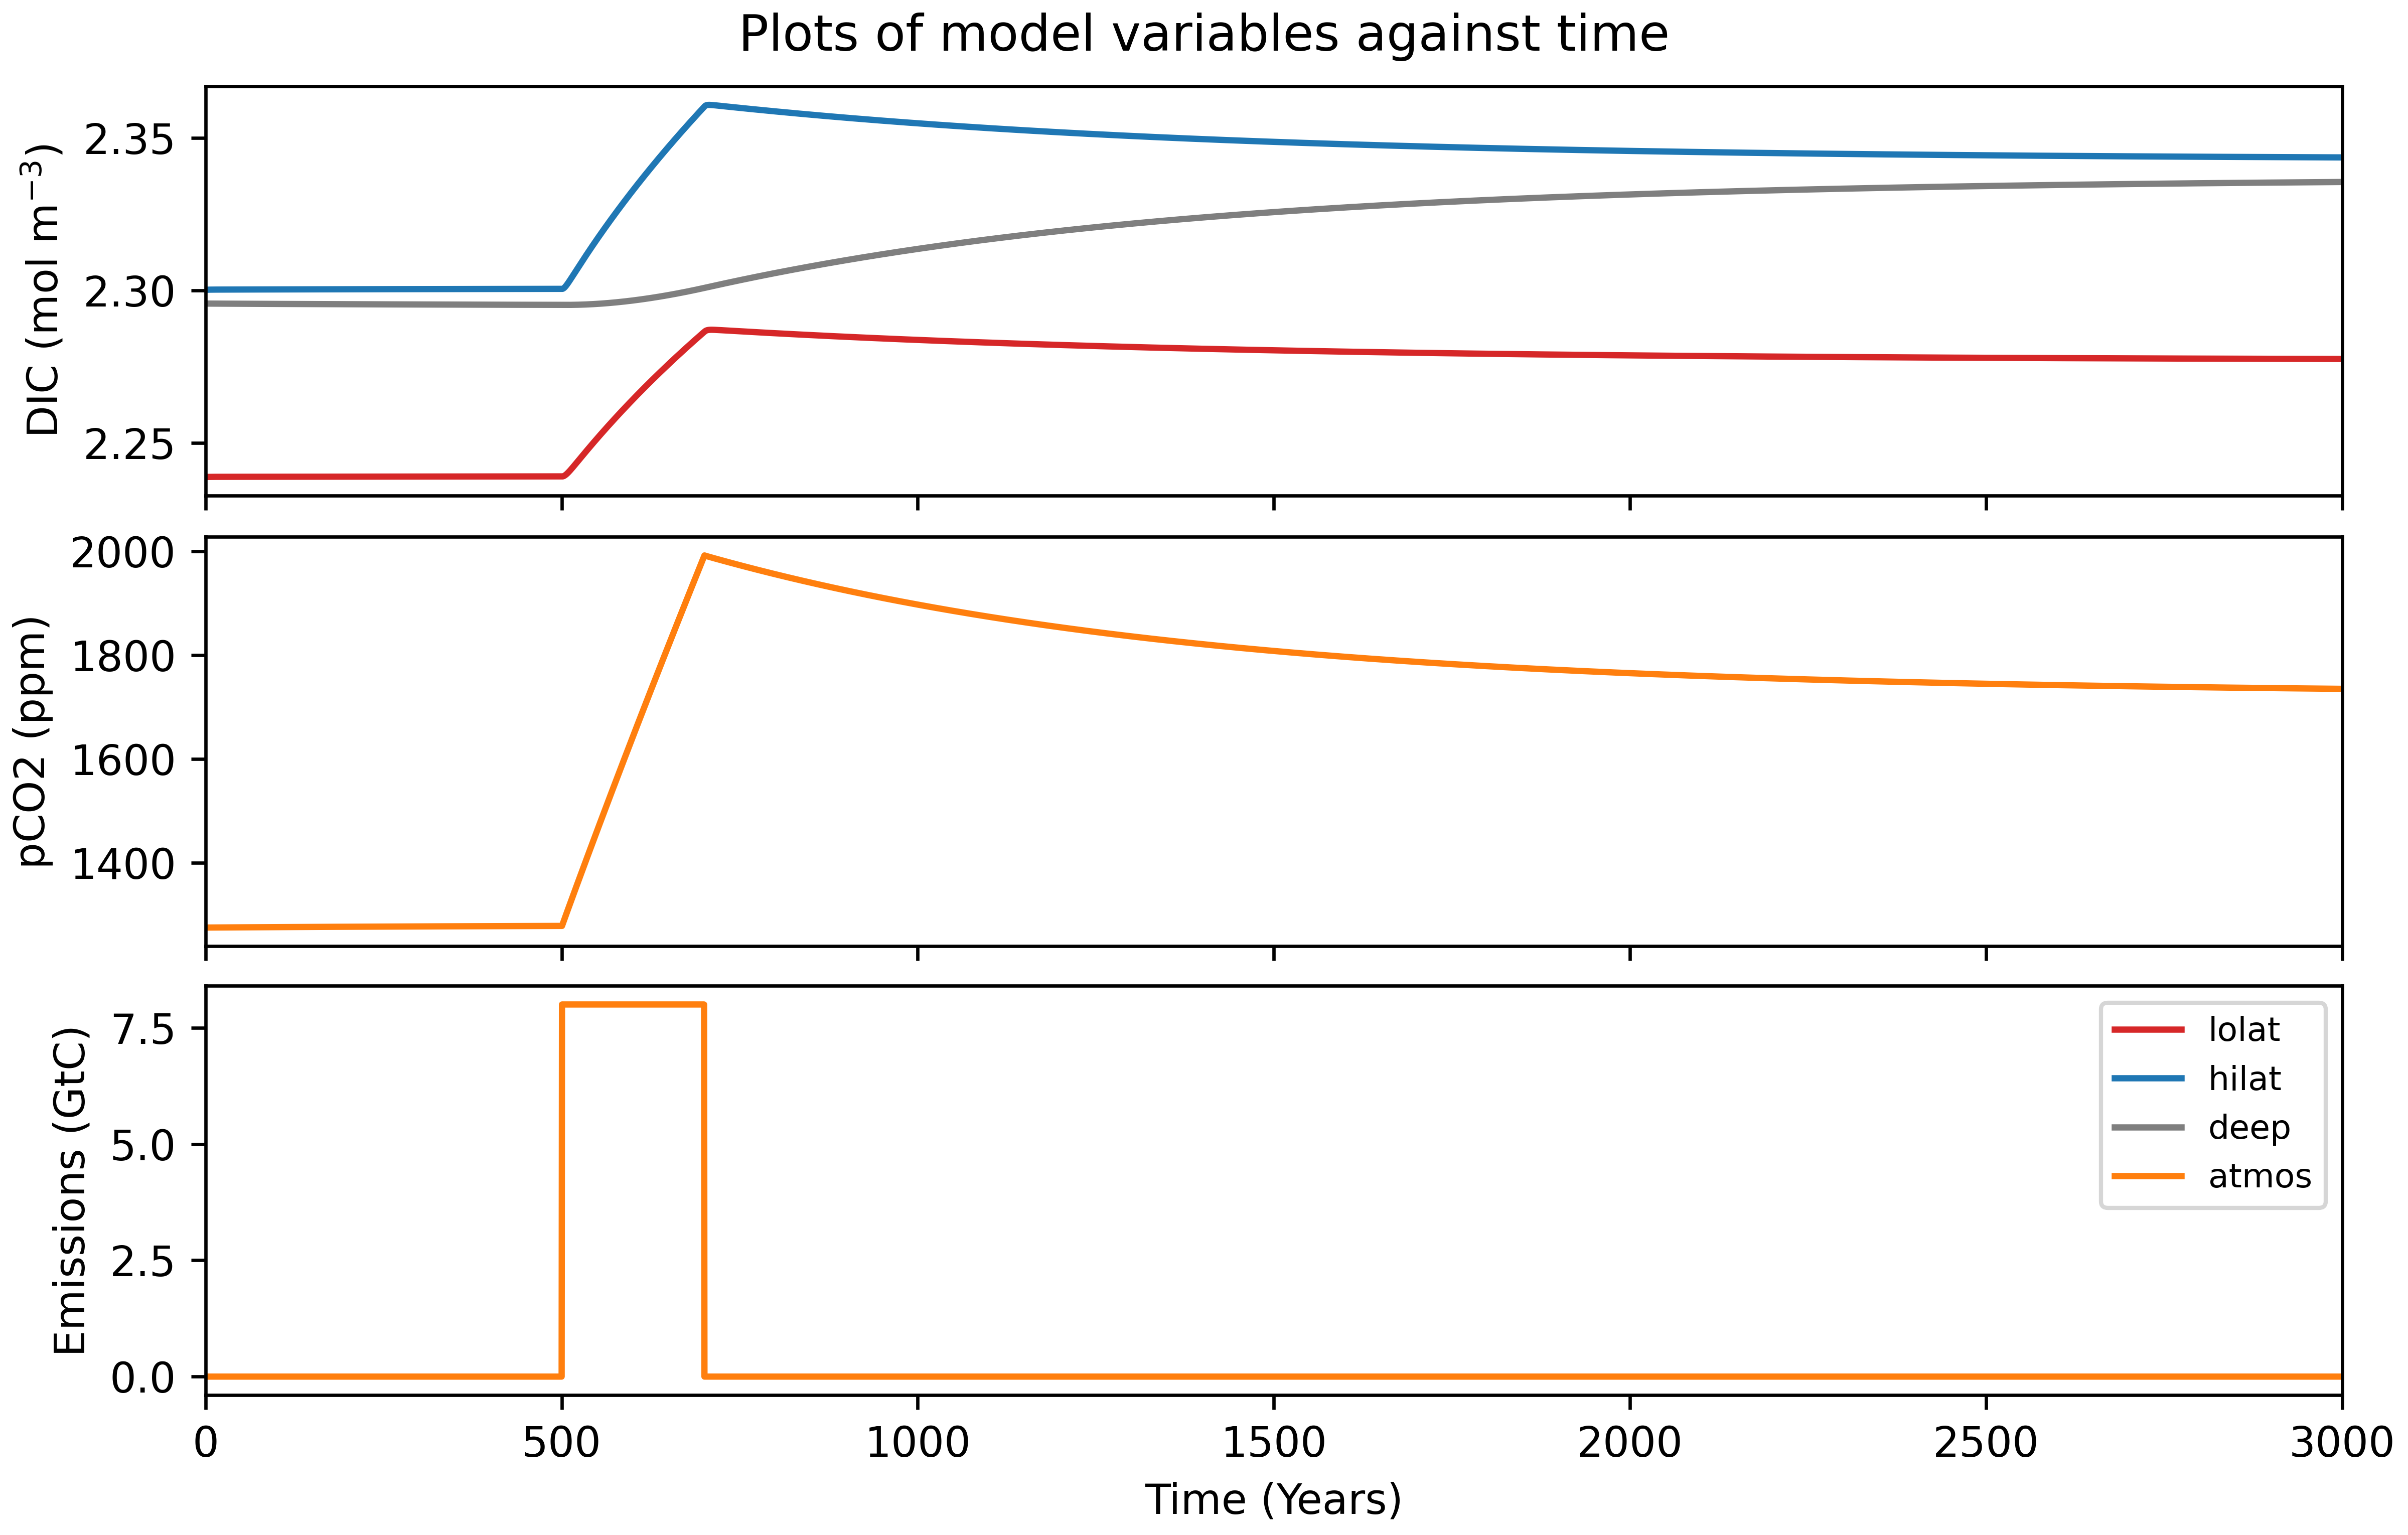 Plots of model variables against time
DIC (mol m⁻³)
2.35
2.30
2.25
pCO2 (ppm)
2000
1800
1600
1400
Emissions (GtC)
7.5
5.0
2.5
0.0
lolat
hilat
deep
atmos
0 500 1000 1500 2000 2500 3000
Time (Years)